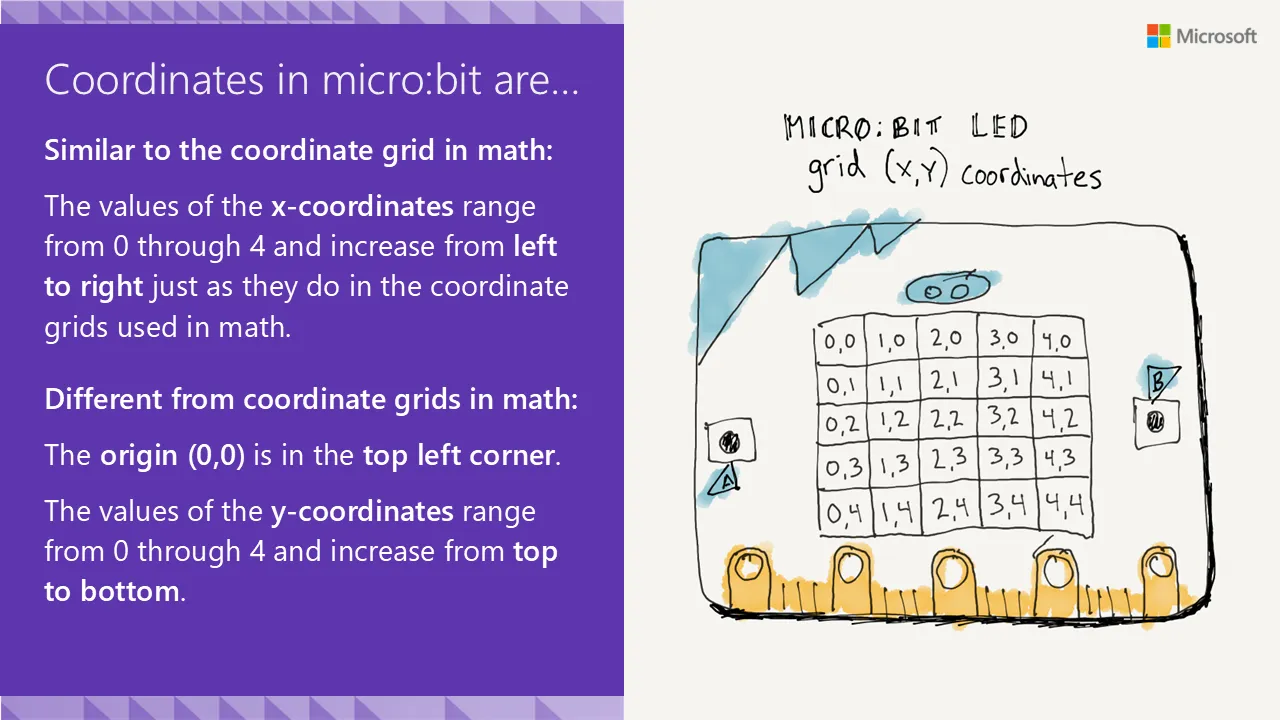 Coordinates in micro:bit are...
Similar to the coordinate grid in math:
The values of the x-coordinates range
from 0 through 4 and increase from left
to right just as they do in the coordinate
grids used in math.
Different from coordinate grids in math:
The origin (0,0) is in the top left corner.
The values of the y-coordinates range
from 0 through 4 and increase from top
to bottom.
Microsoft
MICRO:BIT LED
grid (X,Y) coordinates
0,0 1,0 2,0 3,0 4,0
0,1 1,1 2,1 3,1 4,1
0,2 1,2 2,2 3,2 4,2
0,3 1,3 2,3 3,3 4,3
0,4 1,4 2,4 3,4 4,4
A
B